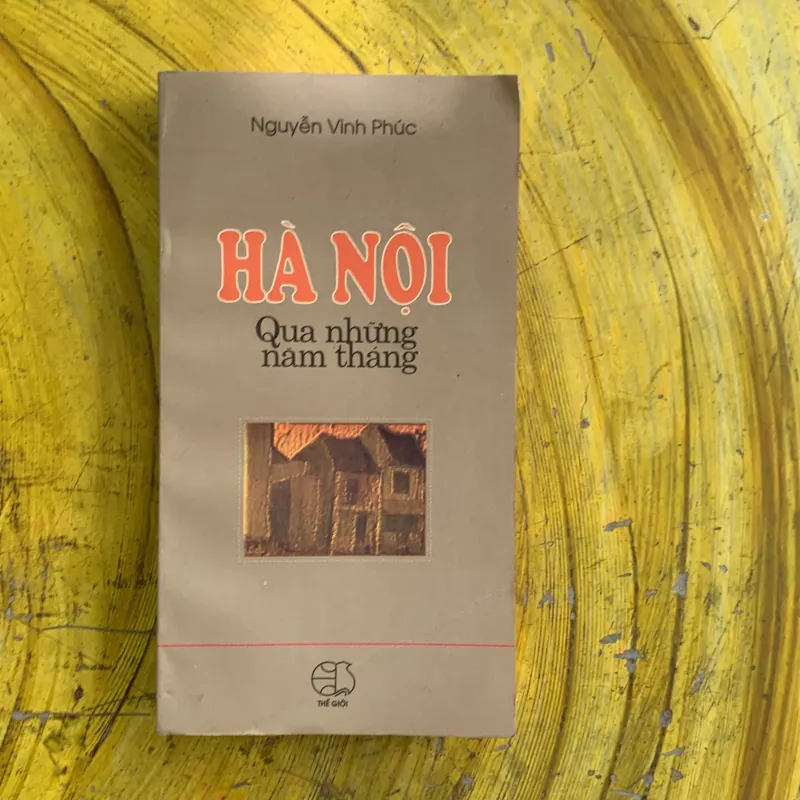 Nguyễn Vinh Phúc
HÀ NỘI
Qua những
năm tháng
THẾ GIỚI